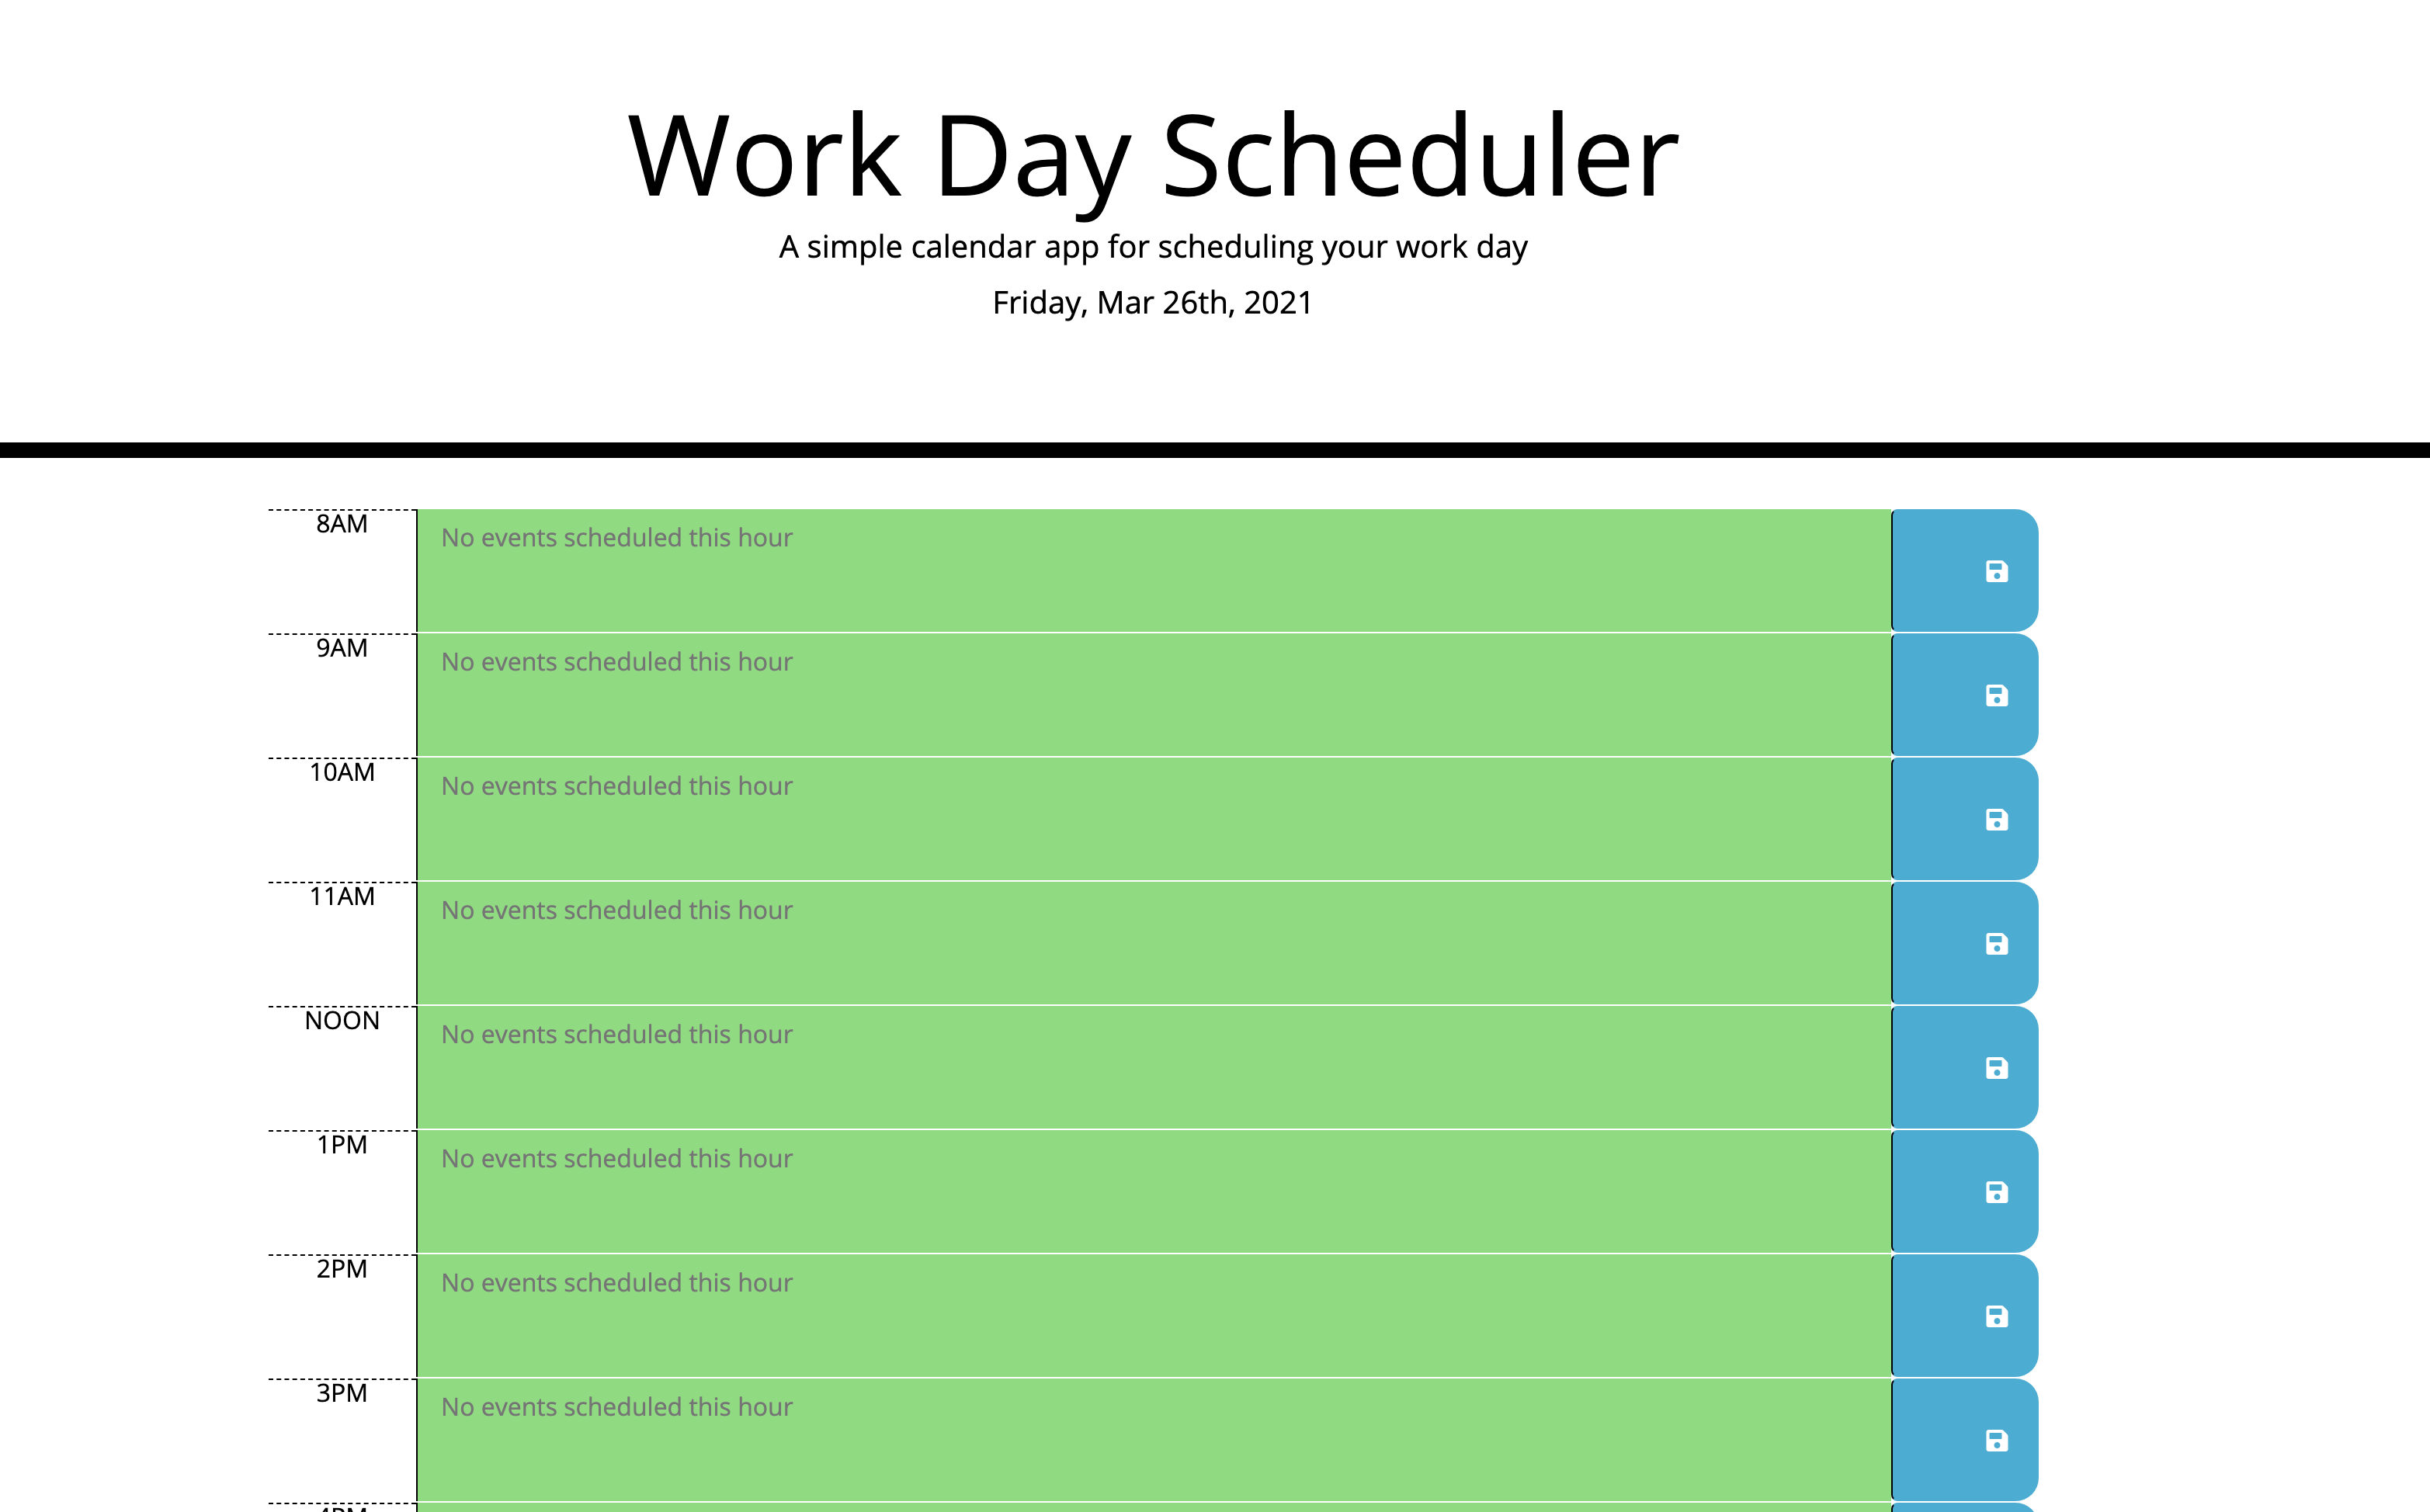 Work Day Scheduler
A simple calendar app for scheduling your work day
Friday, Mar 26th, 2021
8AM
No events scheduled this hour
9AM
No events scheduled this hour
10AM
No events scheduled this hour
11AM
No events scheduled this hour
NOON
No events scheduled this hour
1PM
No events scheduled this hour
2PM
No events scheduled this hour
3PM
No events scheduled this hour